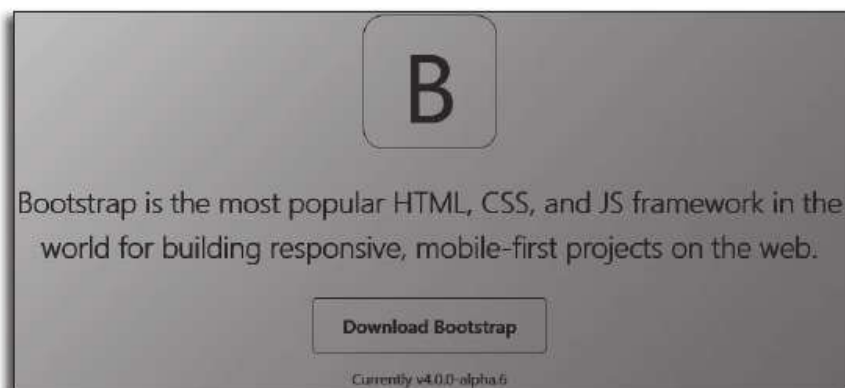 B
Bootstrap is the most popular HTML, CSS, and JS framework in the
world for building responsive, mobile-first projects on the web.
Download Bootstrap
Currently v4.0.0-alpha.6